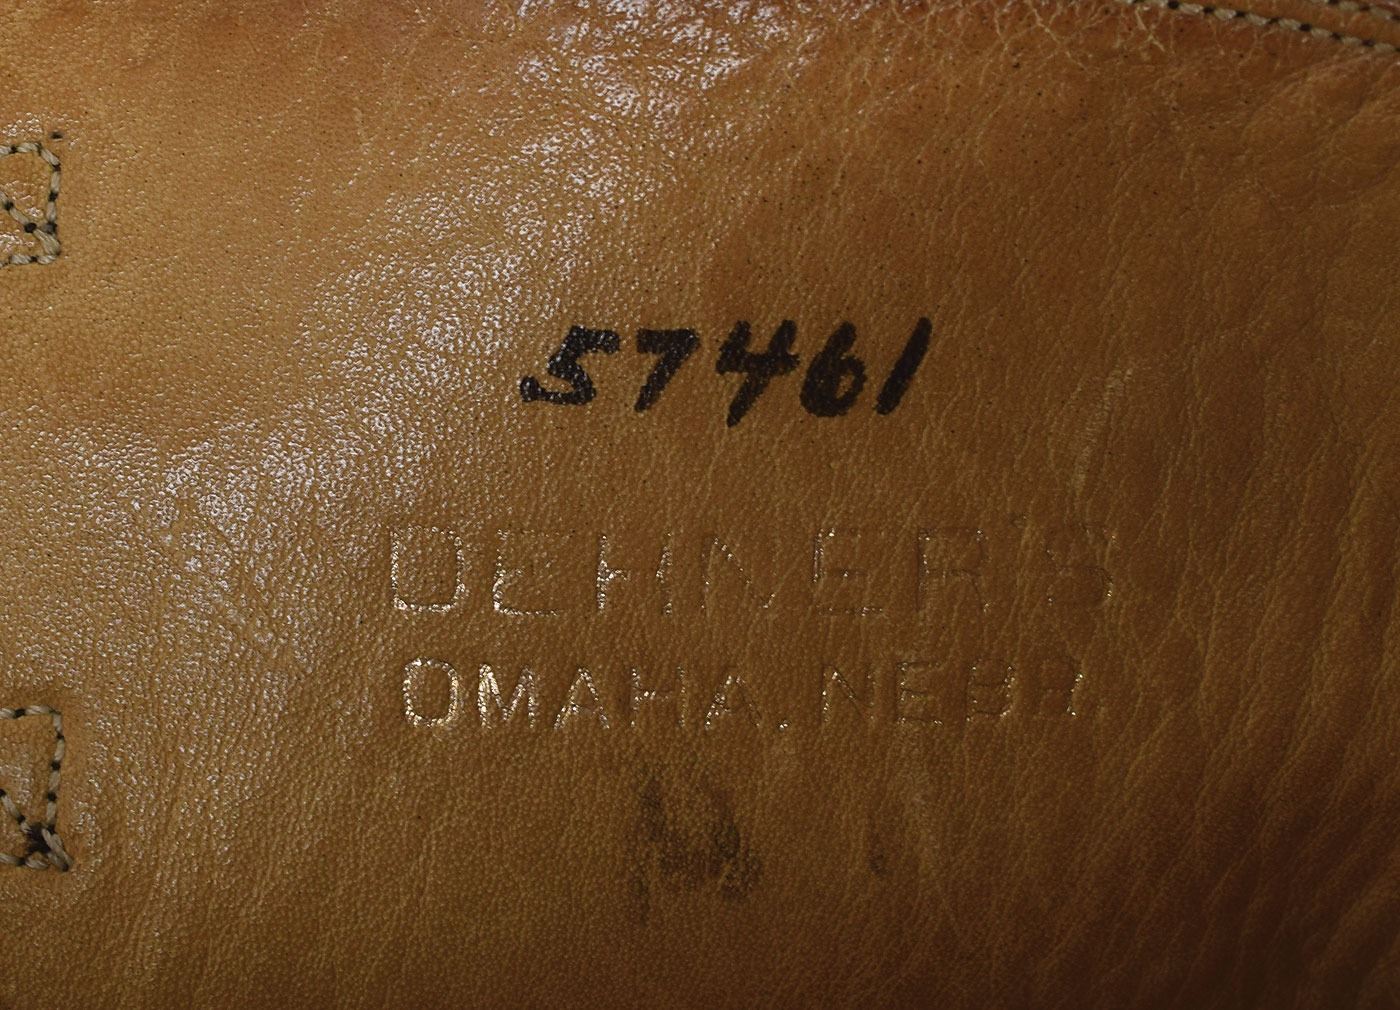 57461
DEHNER'S
OMAHA, NEBR.